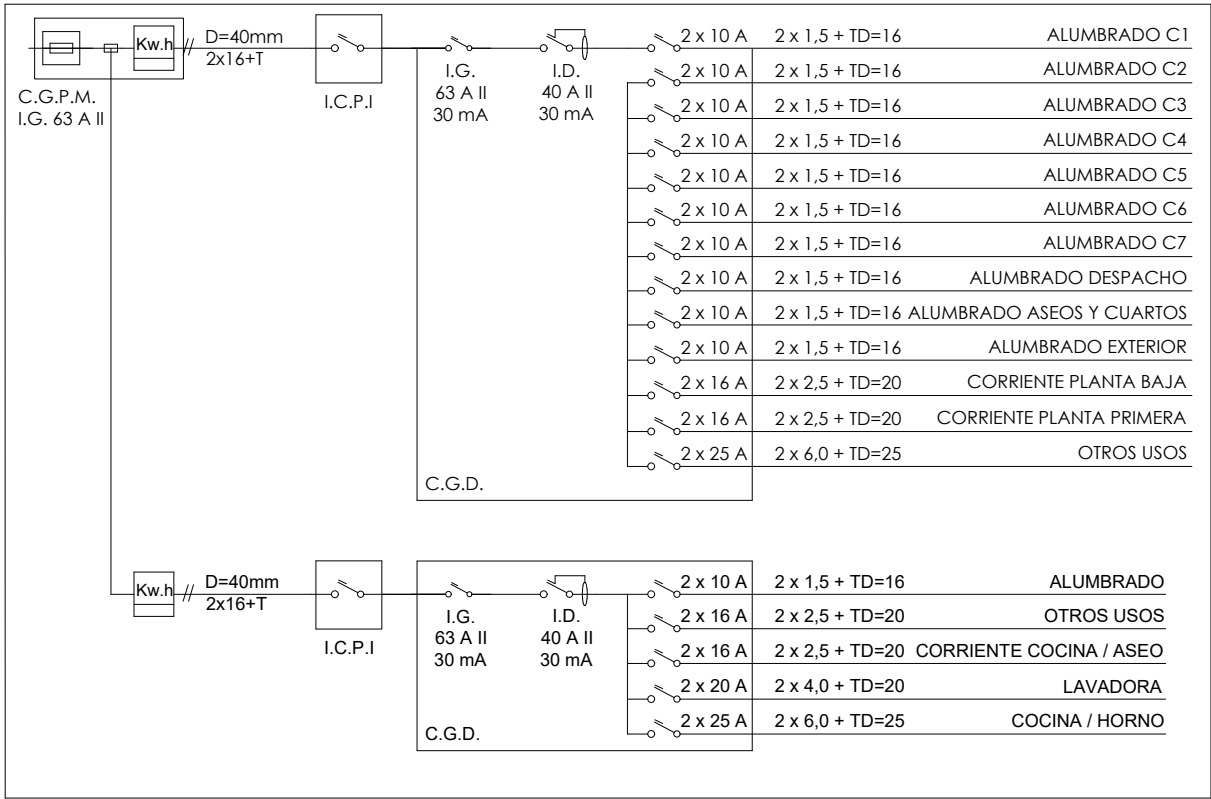 Kw.h
D=40mm
2x16+T
C.G.P.M.
I.G. 63 A II
I.C.P.I
I.G.
63 A II
30 mA
I.D.
40 A II
30 mA
2 x 10 A 2 x 1,5 + TD=16 ALUMBRADO C1
2 x 10 A 2 x 1,5 + TD=16 ALUMBRADO C2
2 x 10 A 2 x 1,5 + TD=16 ALUMBRADO C3
2 x 10 A 2 x 1,5 + TD=16 ALUMBRADO C4
2 x 10 A 2 x 1,5 + TD=16 ALUMBRADO C5
2 x 10 A 2 x 1,5 + TD=16 ALUMBRADO C6
2 x 10 A 2 x 1,5 + TD=16 ALUMBRADO C7
2 x 10 A 2 x 1,5 + TD=16 ALUMBRADO DESPACHO
2 x 10 A 2 x 1,5 + TD=16 ALUMBRADO ASEOS Y CUARTOS
2 x 10 A 2 x 1,5 + TD=16 ALUMBRADO EXTERIOR
2 x 16 A 2 x 2,5 + TD=20 CORRIENTE PLANTA BAJA
2 x 16 A 2 x 2,5 + TD=20 CORRIENTE PLANTA PRIMERA
2 x 25 A 2 x 6,0 + TD=25 OTROS USOS
C.G.D.
Kw.h
D=40mm
2x16+T
I.C.P.I
I.G.
63 A II
30 mA
I.D.
40 A II
30 mA
2 x 10 A 2 x 1,5 + TD=16 ALUMBRADO
2 x 16 A 2 x 2,5 + TD=20 OTROS USOS
2 x 16 A 2 x 2,5 + TD=20 CORRIENTE COCINA / ASEO
2 x 20 A 2 x 4,0 + TD=20 LAVADORA
2 x 25 A 2 x 6,0 + TD=25 COCINA / HORNO
C.G.D.